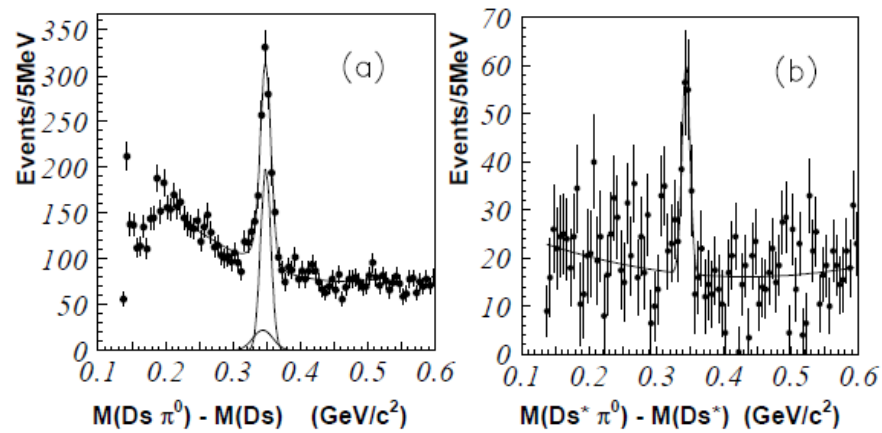 (a)
Events/5MeV
350
300
250
200
150
100
50
0
0.1 0.2 0.3 0.4 0.5 0.6
M(Ds π⁰) - M(Ds) (GeV/c²)
(b)
Events/5MeV
70
60
50
40
30
20
10
0
0.1 0.2 0.3 0.4 0.5 0.6
M(Ds* π⁰) - M(Ds*) (GeV/c²)